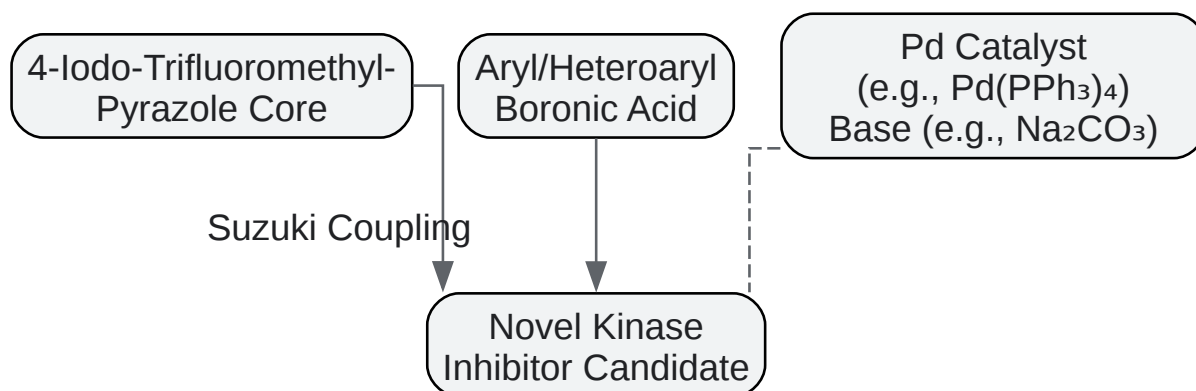 4-Iodo-Trifluoromethyl-
Pyrazole Core
Aryl/Heteroaryl
Boronic Acid
Pd Catalyst
(e.g., Pd(PPh₃)₄)
Base (e.g., Na₂CO₃)
Suzuki Coupling
Novel Kinase
Inhibitor Candidate